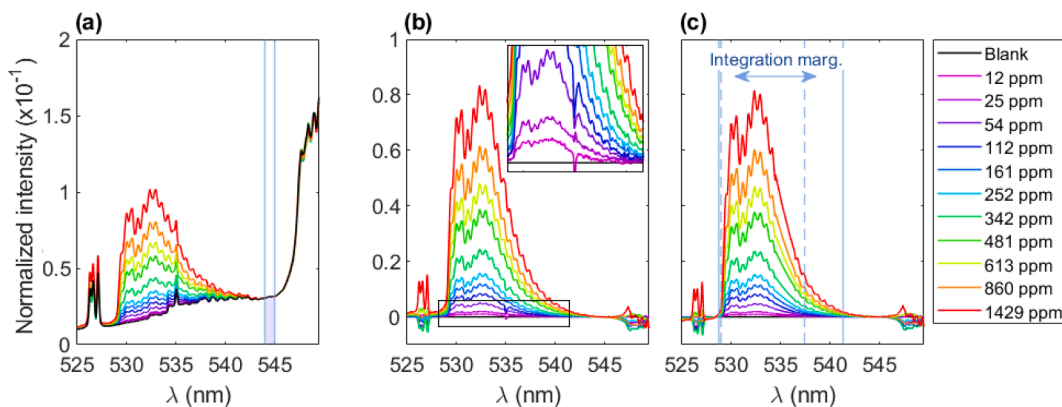 (a)
(b)
(c)
Normalized intensity (x10⁻¹)
2
1.5
1
0.5
0
525 530 535 540 545
λ (nm)
1
0.8
0.6
0.4
0.2
0
525 530 535 540 545
λ (nm)
Integration marg.
525 530 535 540 545
λ (nm)
Blank
12 ppm
25 ppm
54 ppm
112 ppm
161 ppm
252 ppm
342 ppm
481 ppm
613 ppm
860 ppm
1429 ppm